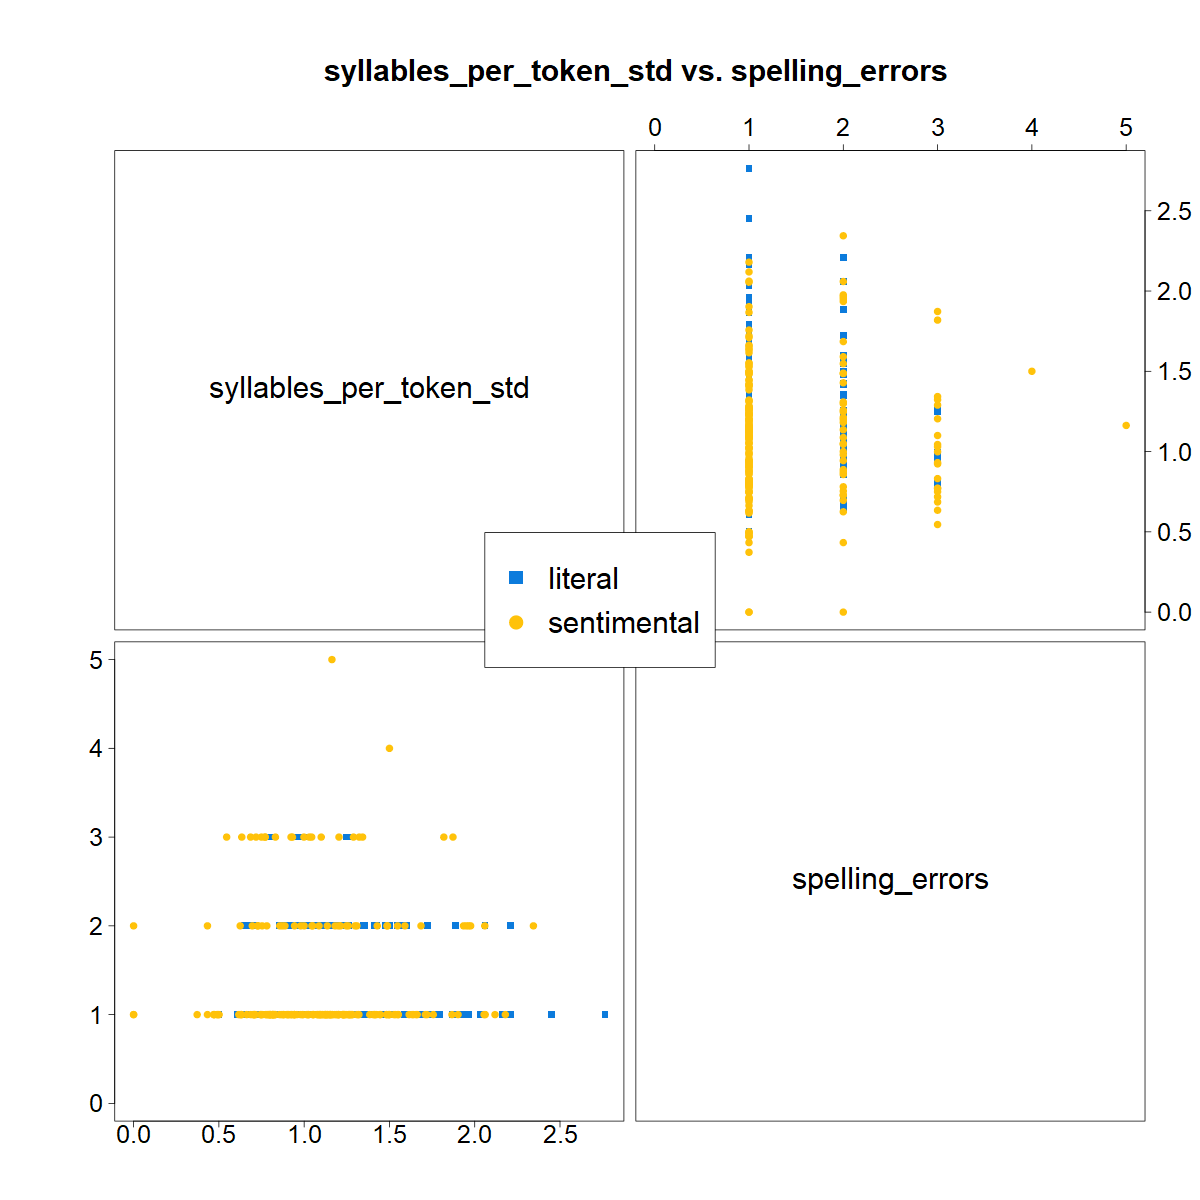 syllables_per_token_std vs. spelling_errors
0 1 2 3 4 5
syllables_per_token_std
2.5
2.0
1.5
1.0
0.5
0.0
literal
sentimental
5
4
3
2
1
0
spelling_errors
0.0 0.5 1.0 1.5 2.0 2.5